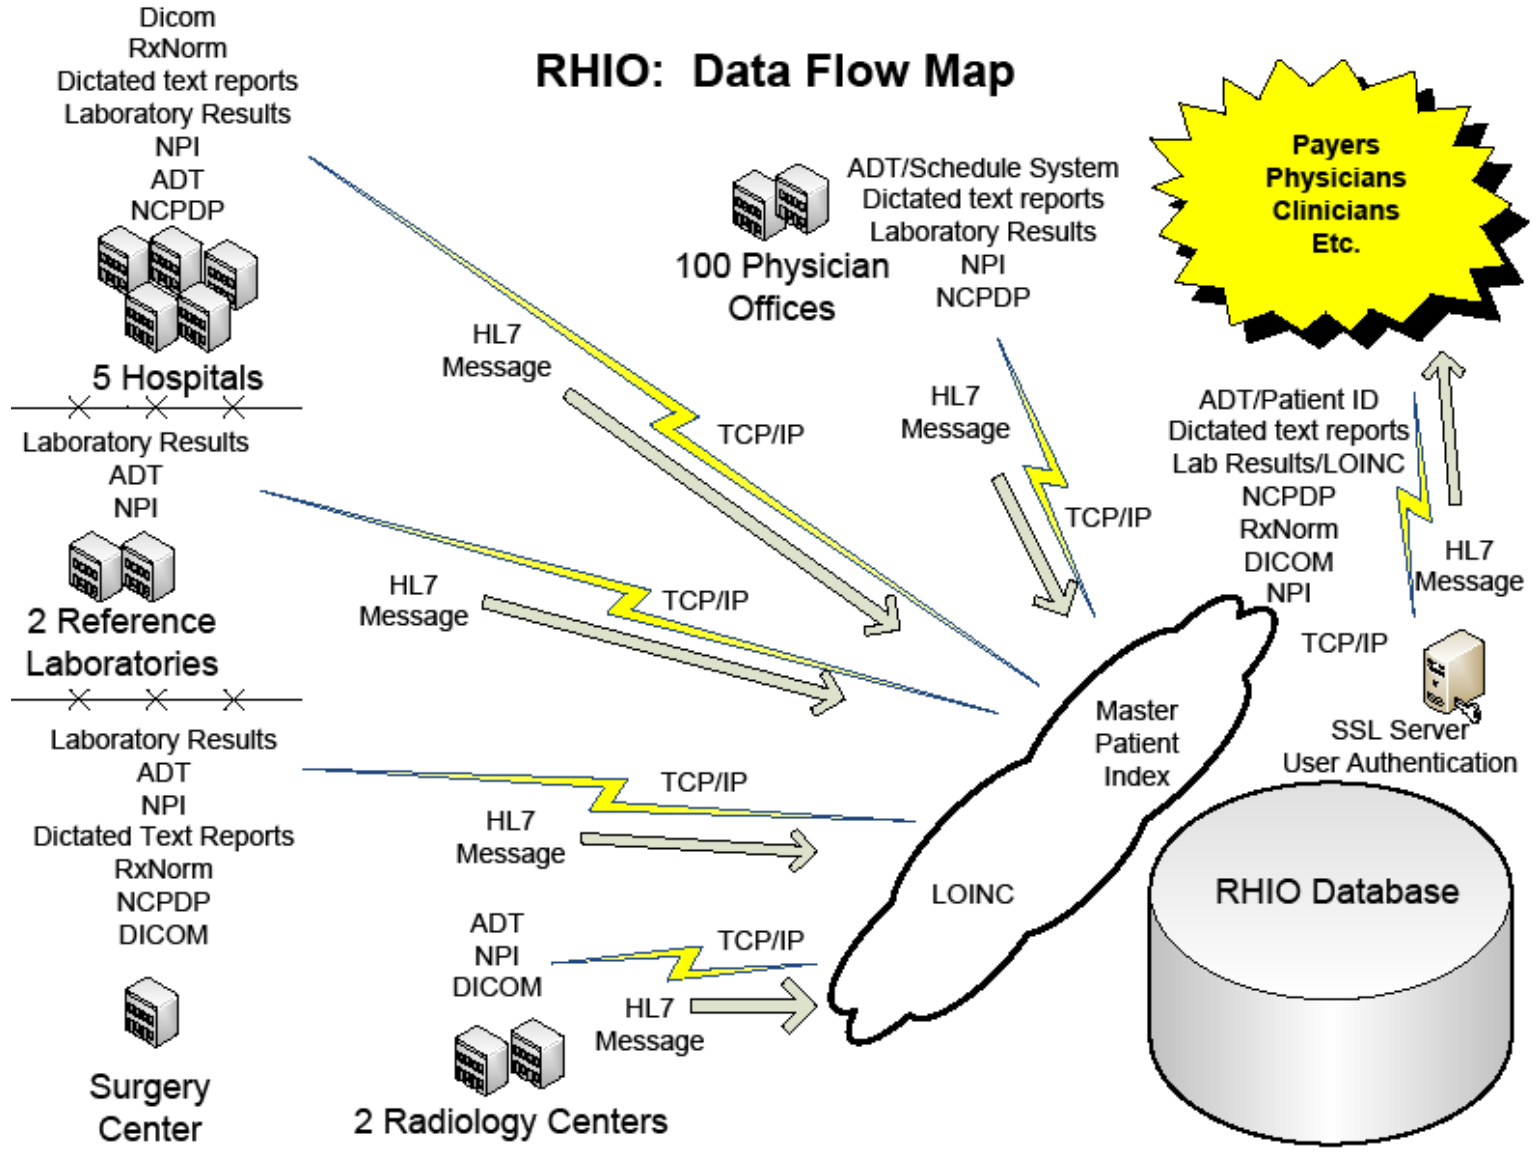 RHIO:  Data Flow Map
Dicom
RxNorm
Dictated text reports
Laboratory Results
NPI
ADT
NCPDP
5 Hospitals
HL7
Message
TCP/IP
100 Physician
Offices
ADT/Schedule System
Dictated text reports
Laboratory Results
NPI
NCPDP
HL7
Message
TCP/IP
Payers
Physicians
Clinicians
Etc.
ADT/Patient ID
Dictated text reports
Lab Results/LOINC
NCPDP
RxNorm
DICOM
NPI
HL7
Message
TCP/IP
SSL Server
User Authentication
Laboratory Results
ADT
NPI
2 Reference
Laboratories
HL7
Message
TCP/IP
Laboratory Results
ADT
NPI
Dictated Text Reports
RxNorm
NCPDP
DICOM
Surgery
Center
TCP/IP
HL7
Message
ADT
NPI
DICOM
2 Radiology Centers
TCP/IP
HL7
Message
Master
Patient
Index
LOINC
RHIO Database